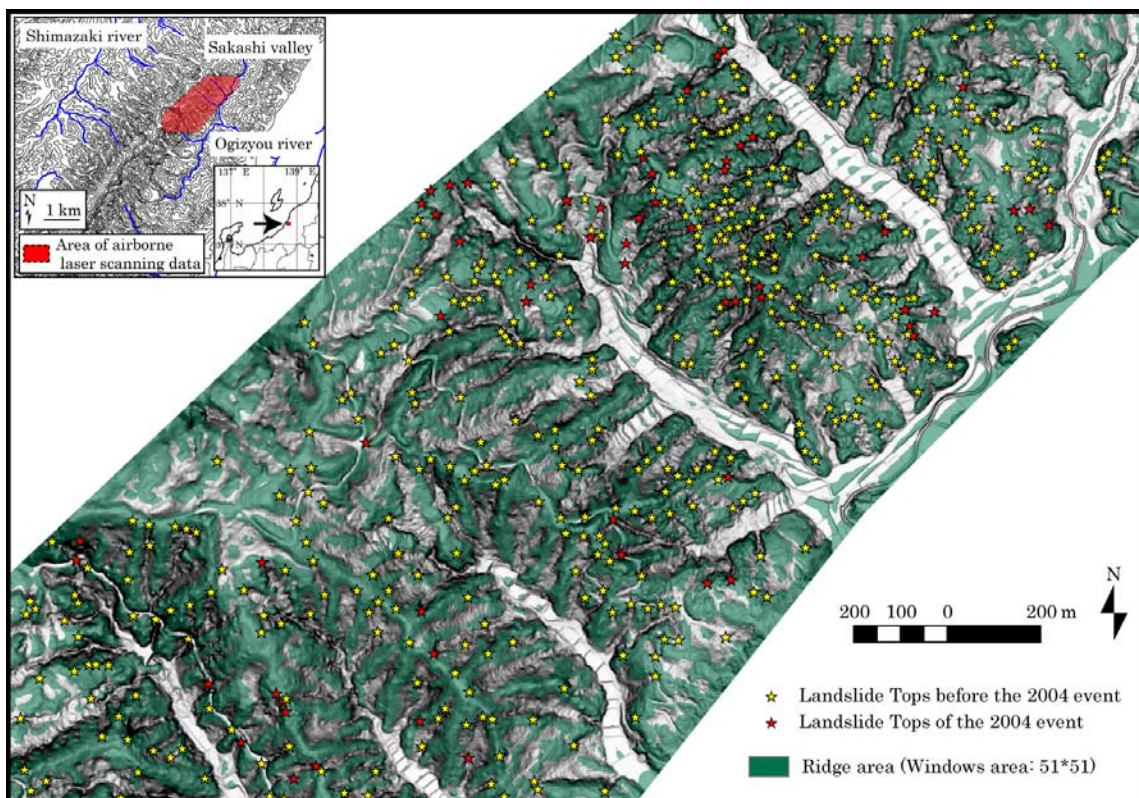 Shimazaki river
Sakashi valley
Ogizyou river
137° E
139° E
35° N
N
1 km
Area of airborne
laser scanning data
N
200 100 0 200 m
Landslide Tops before the 2004 event
Landslide Tops of the 2004 event
Ridge area (Windows area: 51*51)